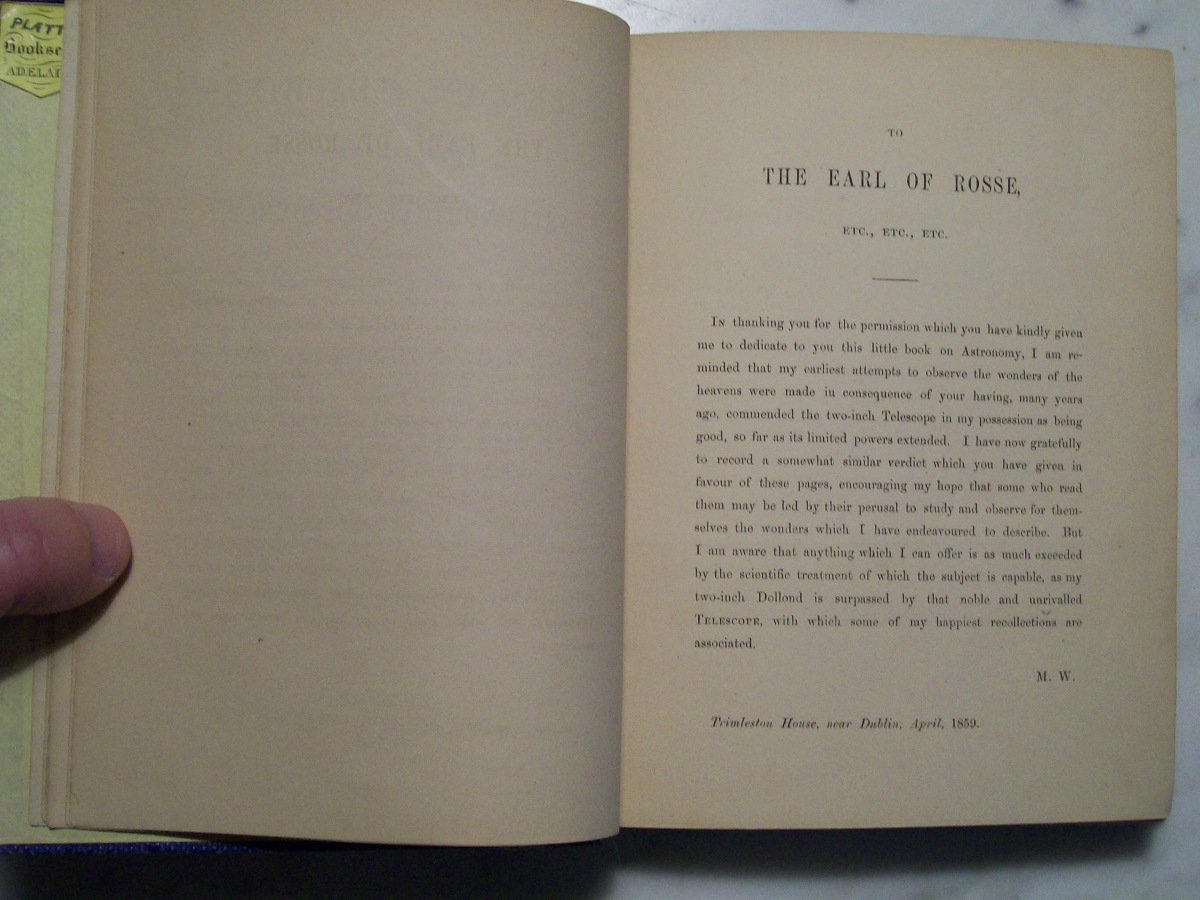 PLATT
Bookse
ADELAI
TO
THE EARL OF ROSSE,
ETC., ETC., ETC.
In thanking you for the permission which you have kindly given
me to dedicate to you this little book on Astronomy, I am re-
minded that my earliest attempts to observe the wonders of the
heavens were made in consequence of your having, many years
ago, commended the two-inch Telescope in my possession as being
good, so far as its limited powers extended. I have now gratefully
to record a somewhat similar verdict which you have given in
favour of these pages, encouraging my hope that some who read
them may be led by their perusal to study and observe for them-
selves the wonders which I have endeavoured to describe. But
I am aware that anything which I can offer is as much exceeded
by the scientific treatment of which the subject is capable, as my
two-inch Dollond is surpassed by that noble and unrivalled
TELESCOPE, with which some of my happiest recollections are
associated.
M. W.
Trimleston House, near Dublin, April, 1859.